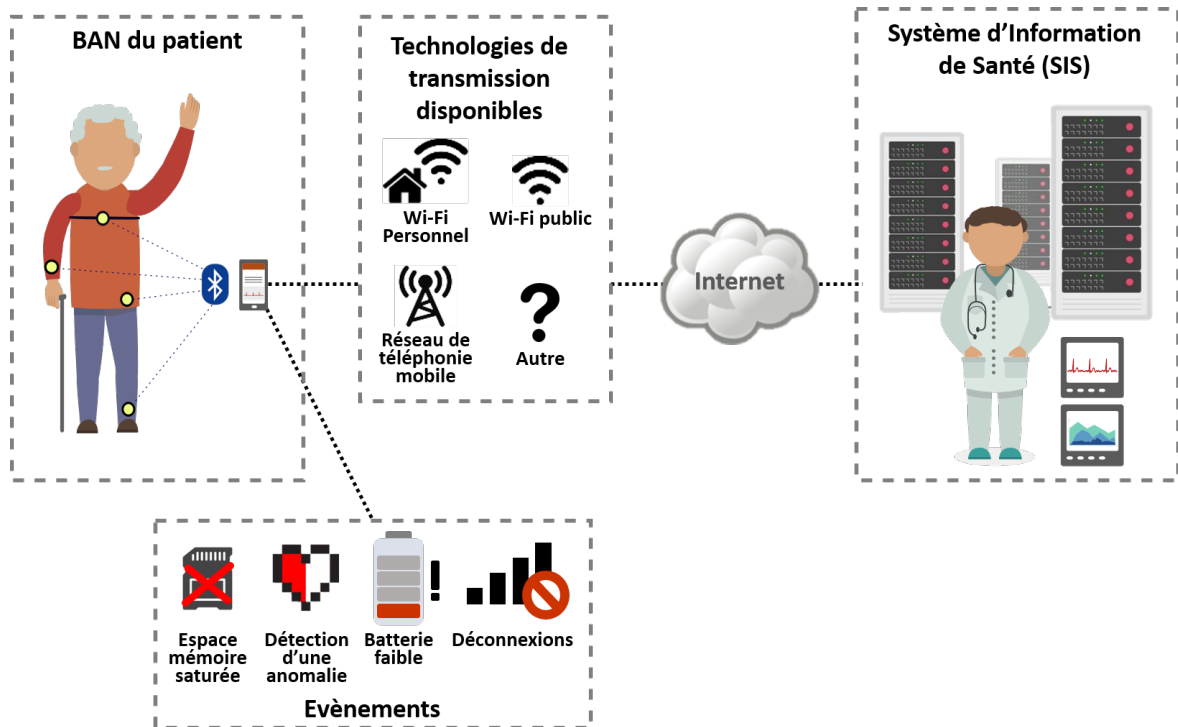 BAN du patient
Technologies de
transmission
disponibles
Wi-Fi
Personnel
Wi-Fi public
Réseau de
téléphonie
mobile
Autre
Internet
Système d’Information
de Santé (SIS)
Espace
mémoire
saturée
Détection
d’une
anomalie
Batterie
faible
Déconnexions
Evènements